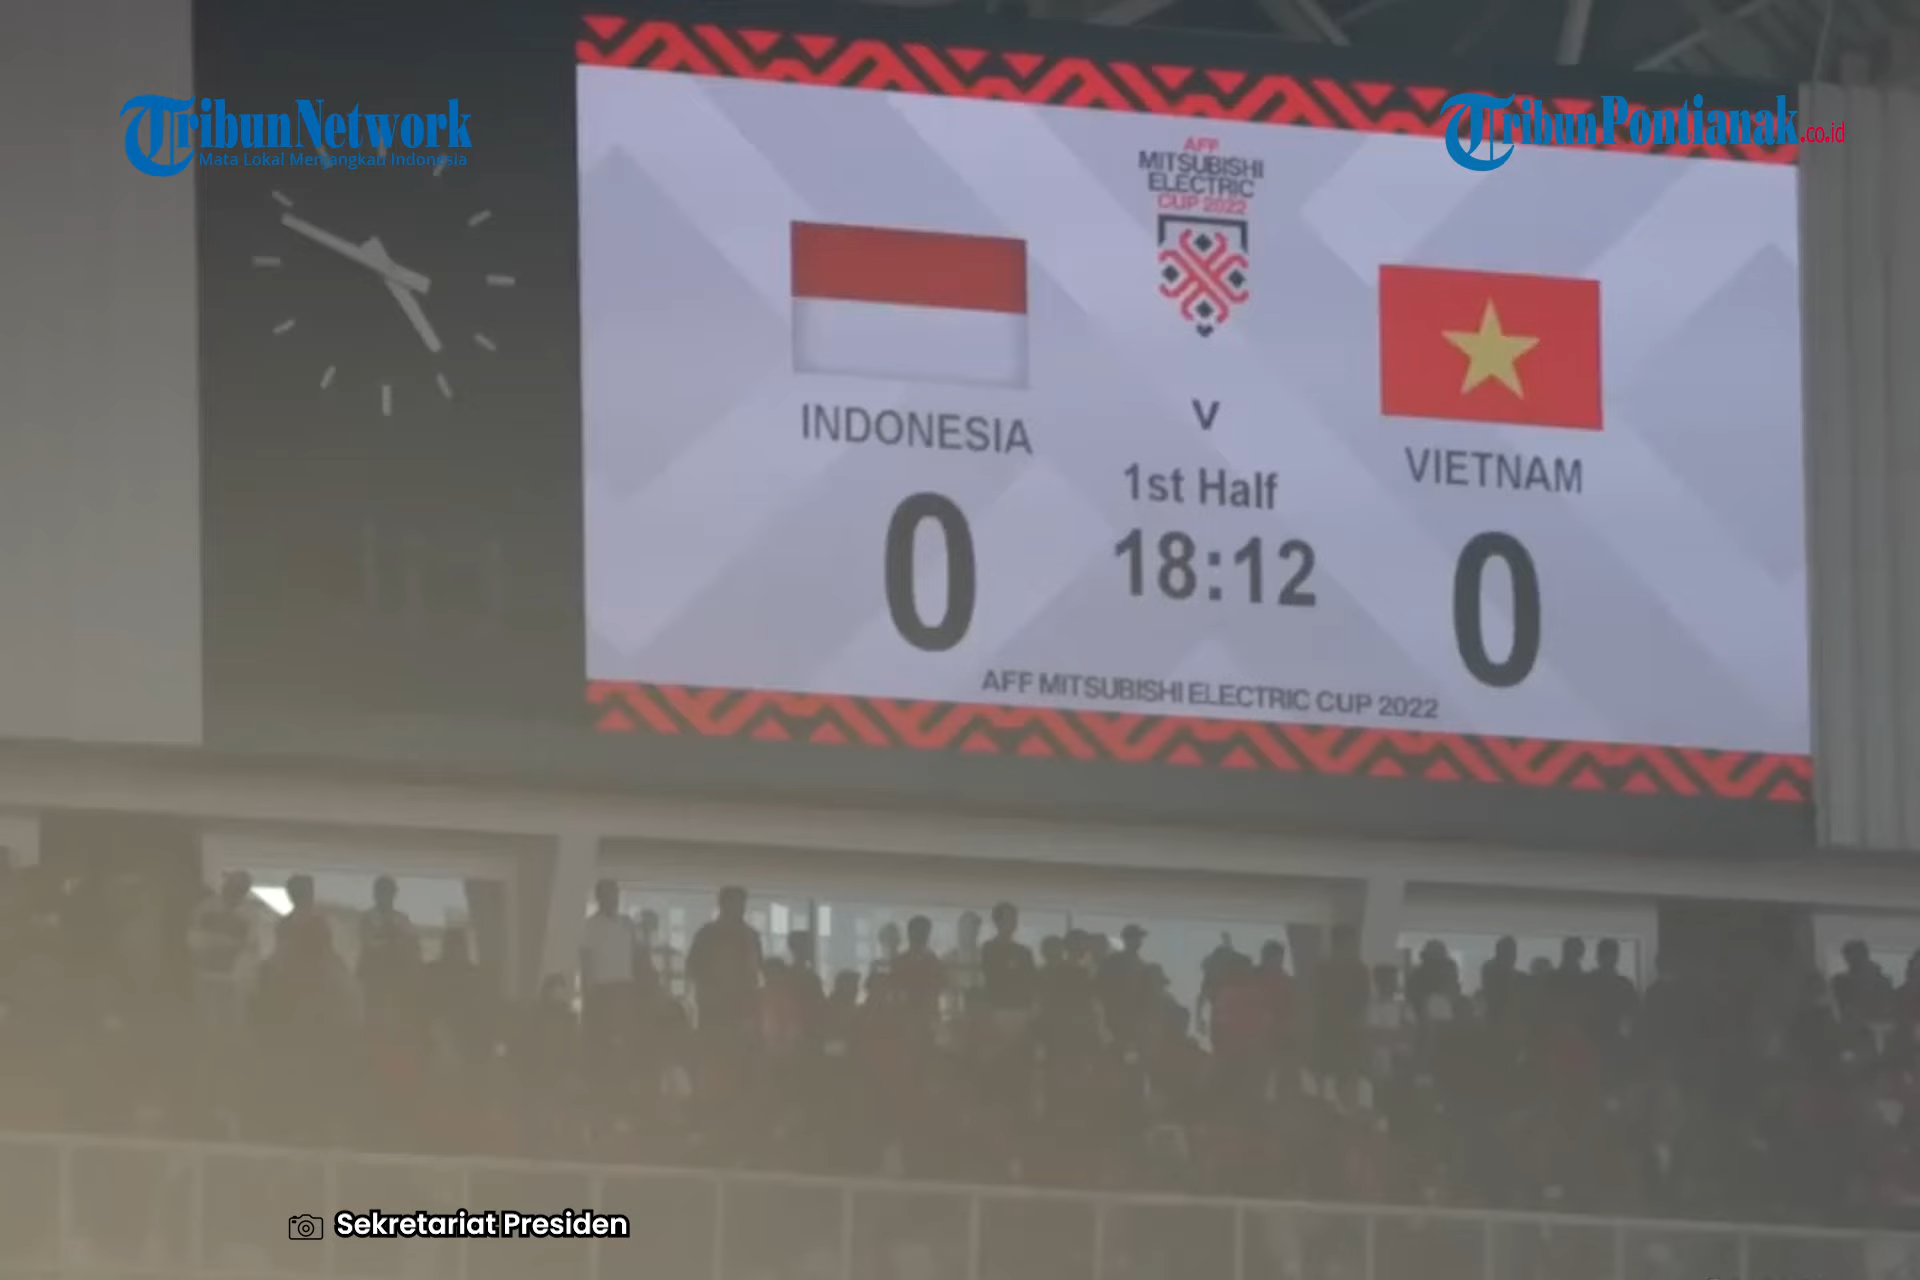 TribunNetwork
Mata Lokal Menjangkau Indonesia
TribunPontianak.co.id
AFF
MITSUBISHI
ELECTRIC
CUP 2022
INDONESIA
V
VIETNAM
1st Half
0
18:12
0
AFF MITSUBISHI ELECTRIC CUP 2022
Sekretariat Presiden